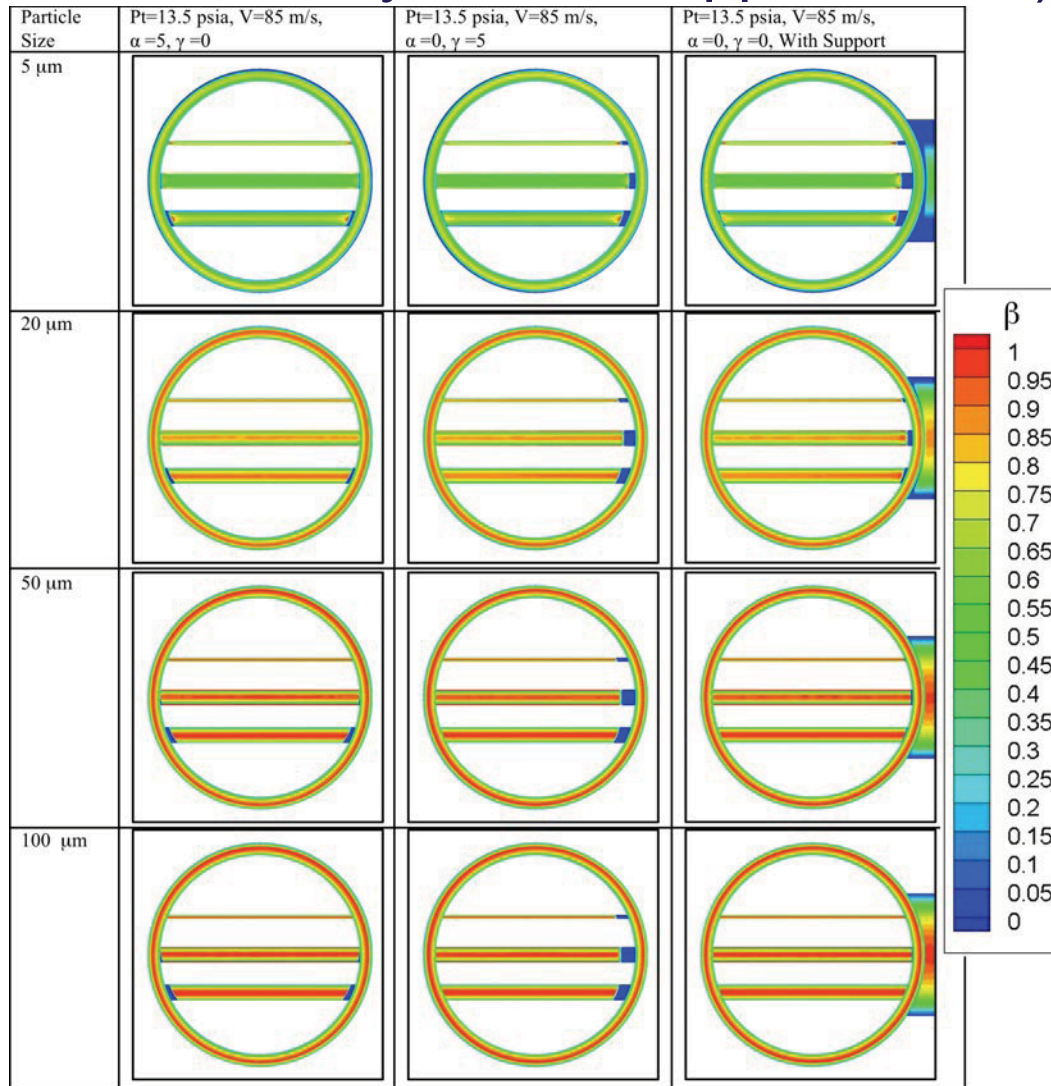 Particle Size
Pt=13.5 psia, V=85 m/s,
α =5, γ =0
Pt=13.5 psia, V=85 m/s,
α =0, γ =5
Pt=13.5 psia, V=85 m/s,
α =0, γ =0, With Support
5 μm
20 μm
50 μm
100 μm
β
1
0.95
0.9
0.85
0.8
0.75
0.7
0.65
0.6
0.55
0.5
0.45
0.4
0.35
0.3
0.25
0.2
0.15
0.1
0.05
0